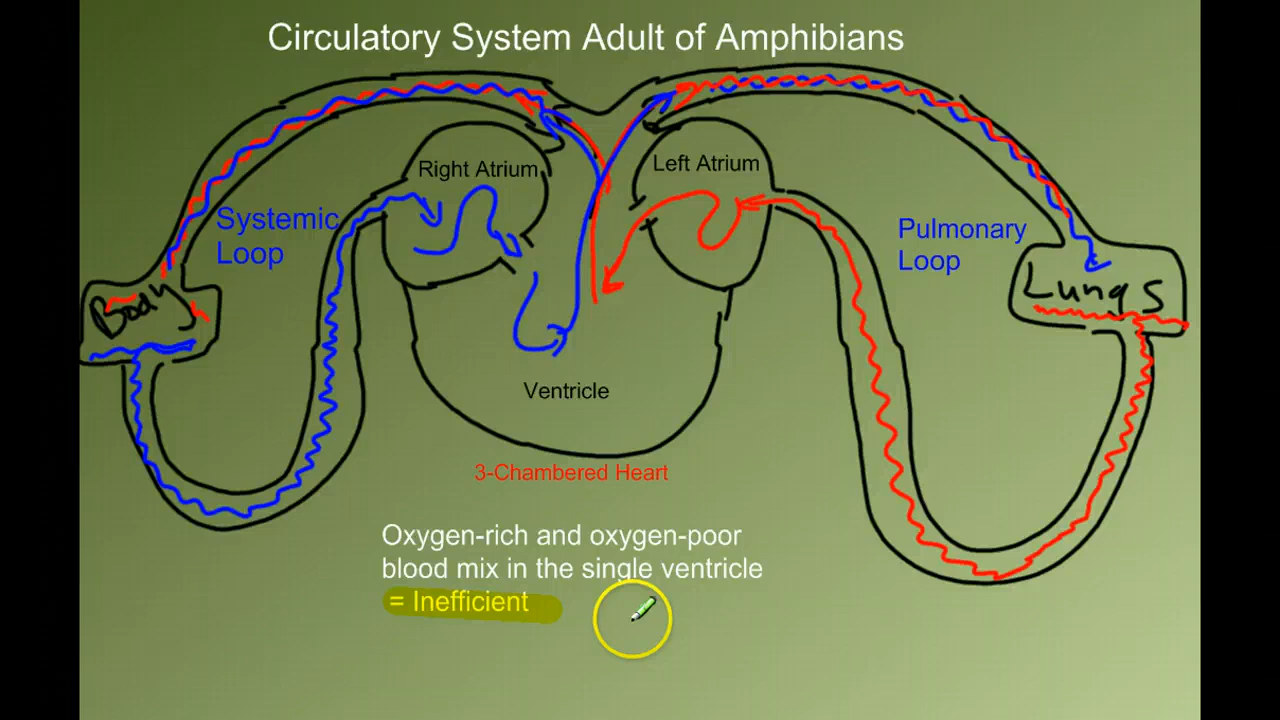 Circulatory System Adult of Amphibians
Right Atrium
Left Atrium
Systemic
Loop
Pulmonary
Loop
Body
Lungs
Ventricle
3-Chambered Heart
Oxygen-rich and oxygen-poor
blood mix in the single ventricle
= Inefficient